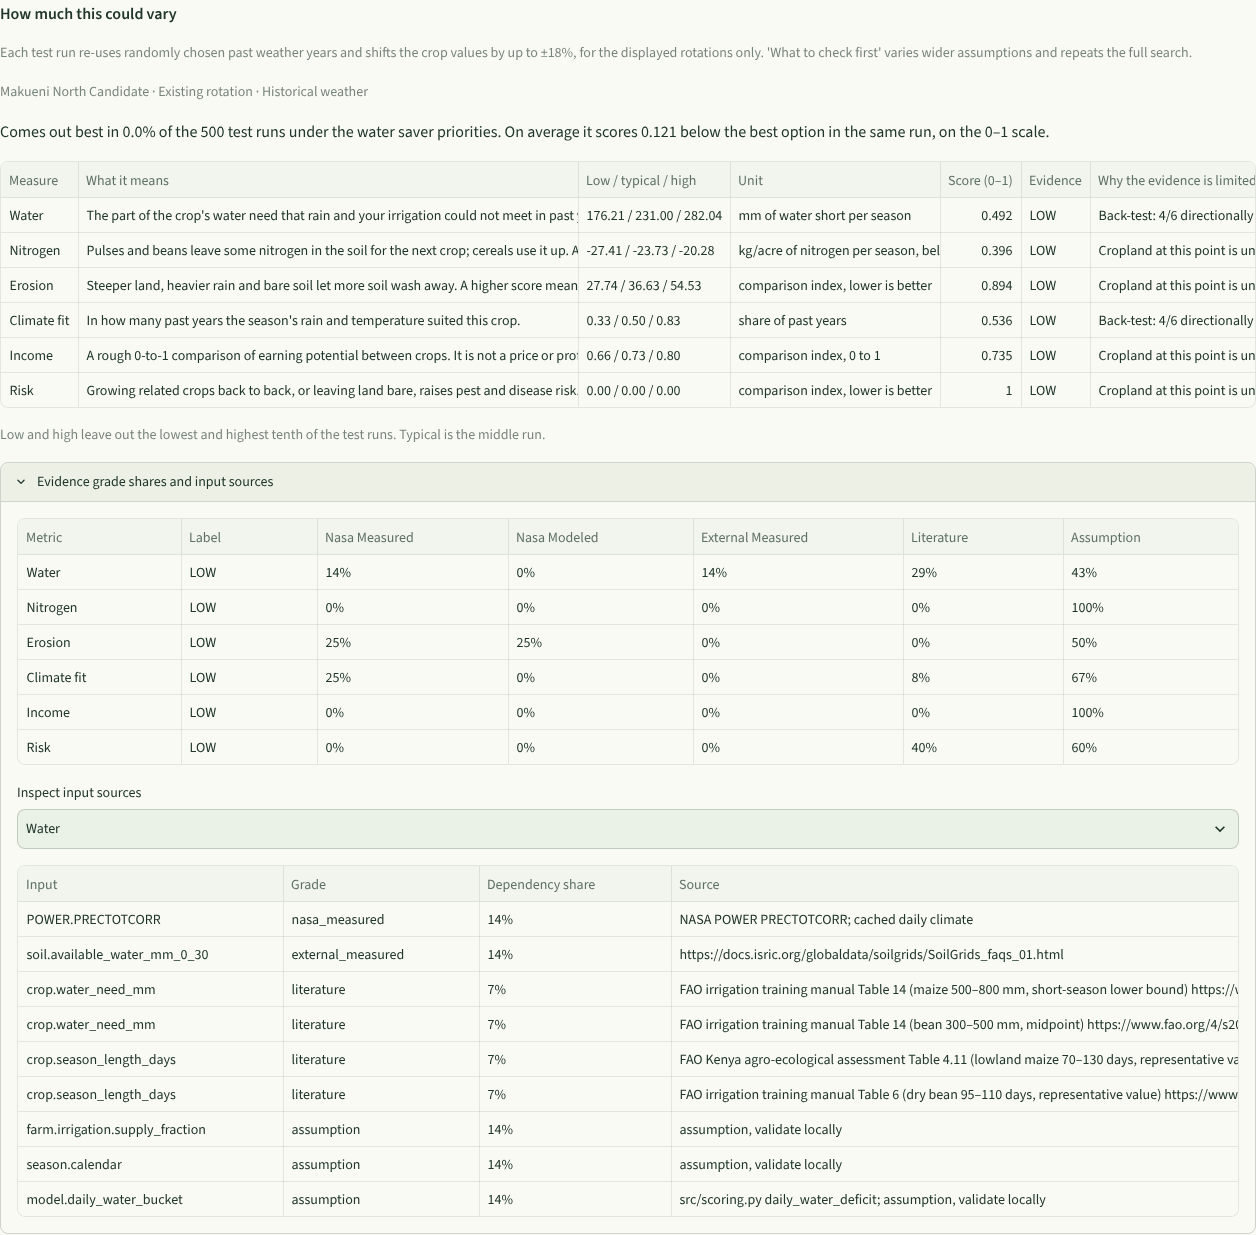 How much this could vary
Each test run re-uses randomly chosen past weather years and shifts the crop values by up to ±18%, for the displayed rotations only. 'What to check first' varies wider assumptions and repeats the full search.
Makueni North Candidate · Existing rotation · Historical weather
Comes out best in 0.0% of the 500 test runs under the water saver priorities. On average it scores 0.121 below the best option in the same run, on the 0–1 scale.
Measure What it means Low / typical / high Unit Score (0–1) Evidence Why the evidence is limited
Water The part of the crop's water need that rain and your irrigation could not meet in past 176.21 / 231.00 / 282.04 mm of water short per season 0.492 LOW Back-test: 4/6 directionally
Nitrogen Pulses and beans leave some nitrogen in the soil for the next crop; cereals use it up. A -27.41 / -23.73 / -20.28 kg/acre of nitrogen per season, bel 0.396 LOW Cropland at this point is un
Erosion Steeper land, heavier rain and bare soil let more soil wash away. A higher score mean 27.74 / 36.63 / 54.53 comparison index, lower is better 0.894 LOW Cropland at this point is un
Climate fit In how many past years the season's rain and temperature suited this crop. 0.33 / 0.50 / 0.83 share of past years 0.536 LOW Back-test: 4/6 directionally
Income A rough 0-to-1 comparison of earning potential between crops. It is not a price or prof 0.66 / 0.73 / 0.80 comparison index, 0 to 1 0.735 LOW Cropland at this point is un
Risk Growing related crops back to back, or leaving land bare, raises pest and disease risk. 0.00 / 0.00 / 0.00 comparison index, lower is better 1 LOW Cropland at this point is un
Low and high leave out the lowest and highest tenth of the test runs. Typical is the middle run.
Evidence grade shares and input sources
Metric Label Nasa Measured Nasa Modeled External Measured Literature Assumption
Water LOW 14% 0% 14% 29% 43%
Nitrogen LOW 0% 0% 0% 0% 100%
Erosion LOW 25% 25% 0% 0% 50%
Climate fit LOW 25% 0% 0% 8% 67%
Income LOW 0% 0% 0% 0% 100%
Risk LOW 0% 0% 0% 40% 60%
Inspect input sources
Water
Input Grade Dependency share Source
POWER.PRECTOTCORR nasa_measured 14% NASA POWER PRECTOTCORR; cached daily climate
soil.available_water_mm_0_30 external_measured 14% https://docs.isric.org/globaldata/soilgrids/SoilGrids_faqs_01.html
crop.water_need_mm literature 7% FAO irrigation training manual Table 14 (maize 500–800 mm, short-season lower bound) https://w
crop.water_need_mm literature 7% FAO irrigation training manual Table 14 (bean 300–500 mm, midpoint) https://www.fao.org/4/s20
crop.season_length_days literature 7% FAO Kenya agro-ecological assessment Table 4.11 (lowland maize 70–130 days, representative va
crop.season_length_days literature 7% FAO irrigation training manual Table 6 (dry bean 95–110 days, representative value) https://www
farm.irrigation.supply_fraction assumption 14% assumption, validate locally
season.calendar assumption 14% assumption, validate locally
model.daily_water_bucket assumption 14% src/scoring.py daily_water_deficit; assumption, validate locally